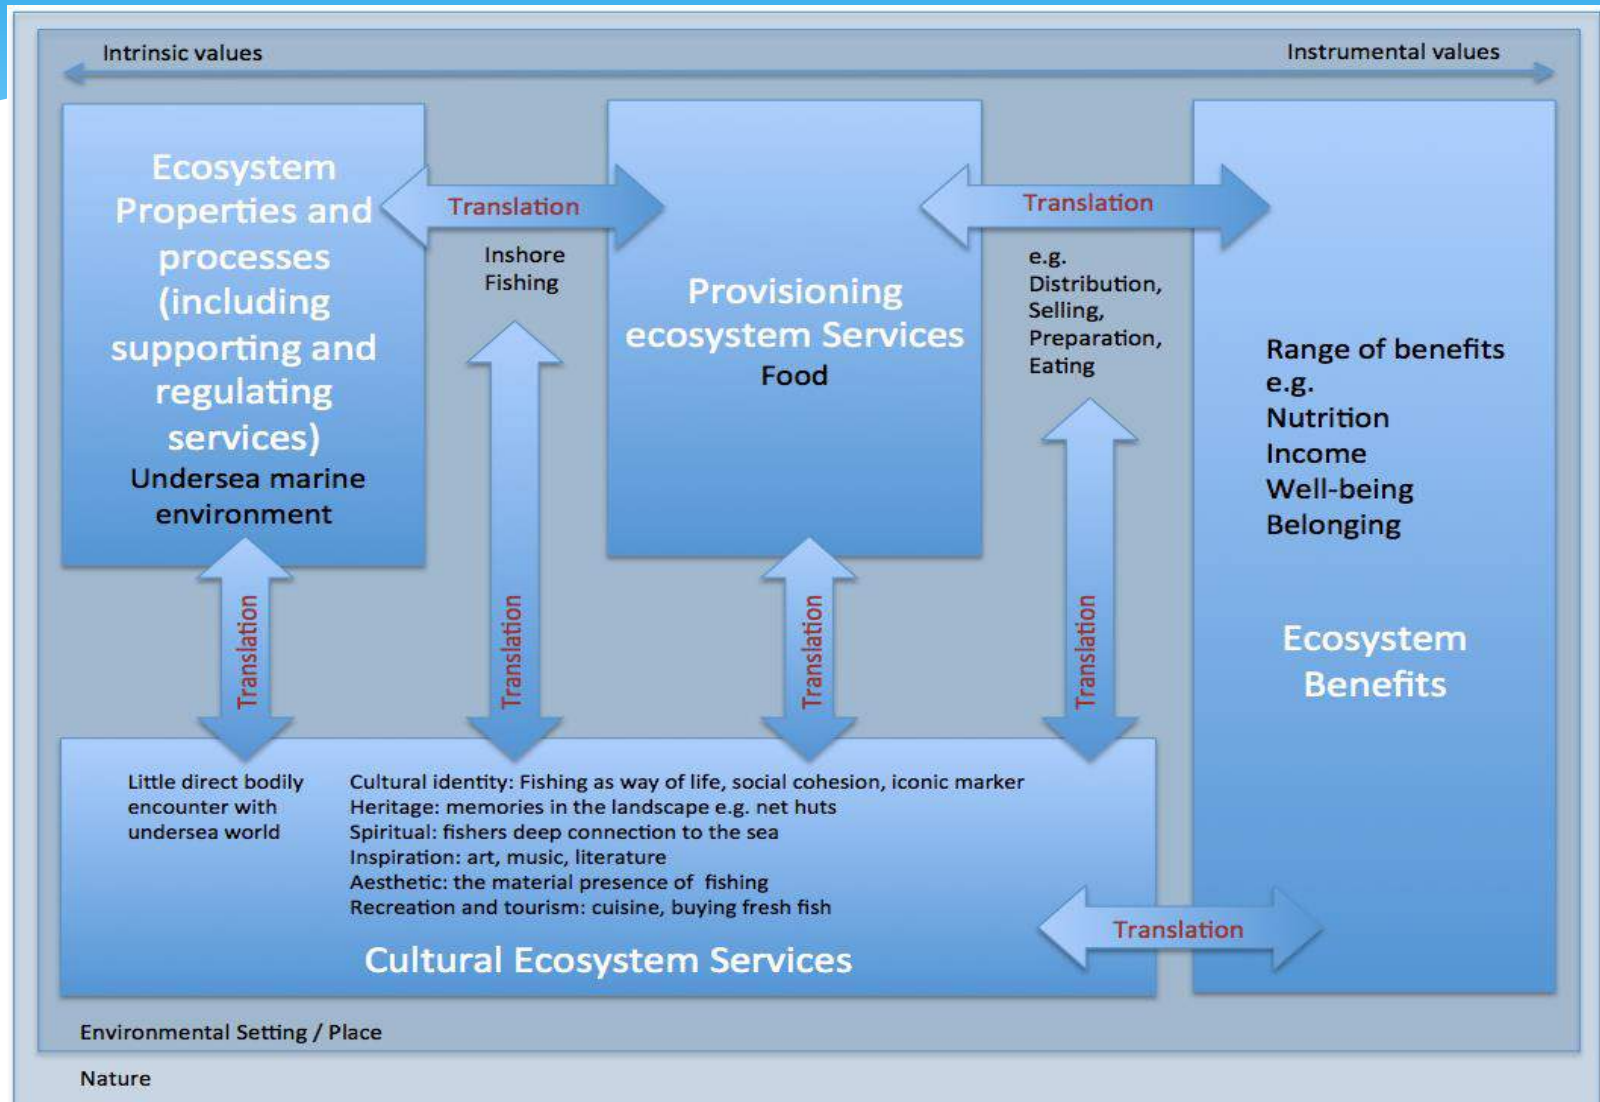 Intrinsic values
Instrumental values
Ecosystem
Properties and
processes
(including
supporting and
regulating
services)
Undersea marine
environment
Translation
Inshore
Fishing
Provisioning
ecosystem Services
Food
Translation
e.g.
Distribution,
Selling,
Preparation,
Eating
Range of benefits
e.g.
Nutrition
Income
Well-being
Belonging
Ecosystem
Benefits
Translation
Translation
Translation
Translation
Little direct bodily
encounter with
undersea world
Cultural identity: Fishing as way of life, social cohesion, iconic marker
Heritage: memories in the landscape e.g. net huts
Spiritual: fishers deep connection to the sea
Inspiration: art, music, literature
Aesthetic: the material presence of  fishing
Recreation and tourism: cuisine, buying fresh fish
Translation
Cultural Ecosystem Services
Environmental Setting / Place
Nature